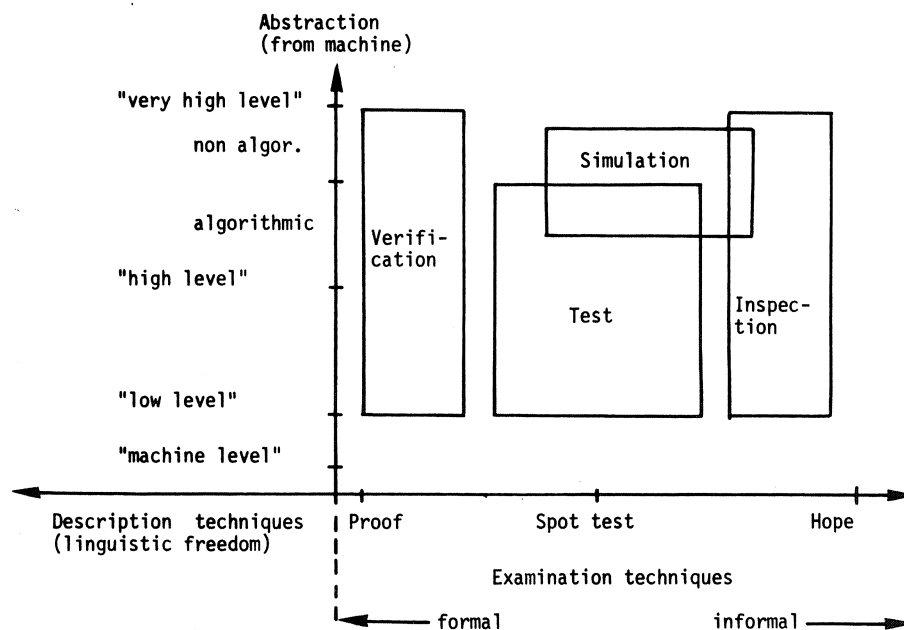 Abstraction
(from machine)
"very high level"
non algor.
Simulation
algorithmic
Verifi-
cation
"high level"
Test
Inspec-
tion
"low level"
"machine level"
Description techniques
(linguistic freedom)
Proof
Spot test
Hope
Examination techniques
formal
informal